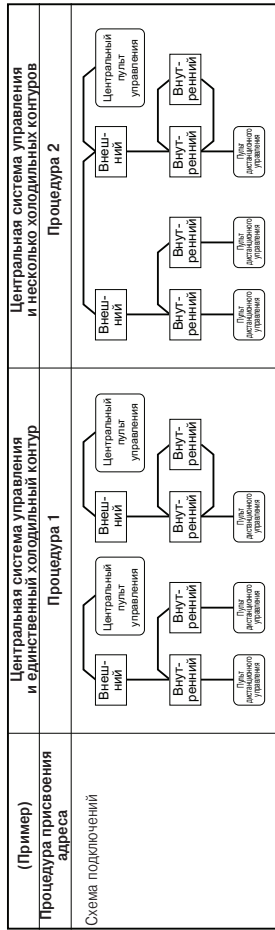 (Пример)
Центральная система управления
и единственный холодильный контур
Центральная система управления
и несколько холодильных контуров
Процедура присвоения
адреса
Процедура 1
Процедура 2
Схема подключений
Внеш-
ний
Центральный
пульт
управления
Внут-
ренний
Внут-
ренний
Пульт
дистанционного
управления
Пульт
дистанционного
управления
Внеш-
ний
Центральный
пульт
управления
Внут-
ренний
Внут-
ренний
Пульт
дистанционного
управления
Внеш-
ний
Внут-
ренний
Внут-
ренний
Пульт
дистанционного
управления
Пульт
дистанционного
управления
Внеш-
ний
Центральный
пульт
управления
Внут-
ренний
Внут-
ренний
Пульт
дистанционного
управления